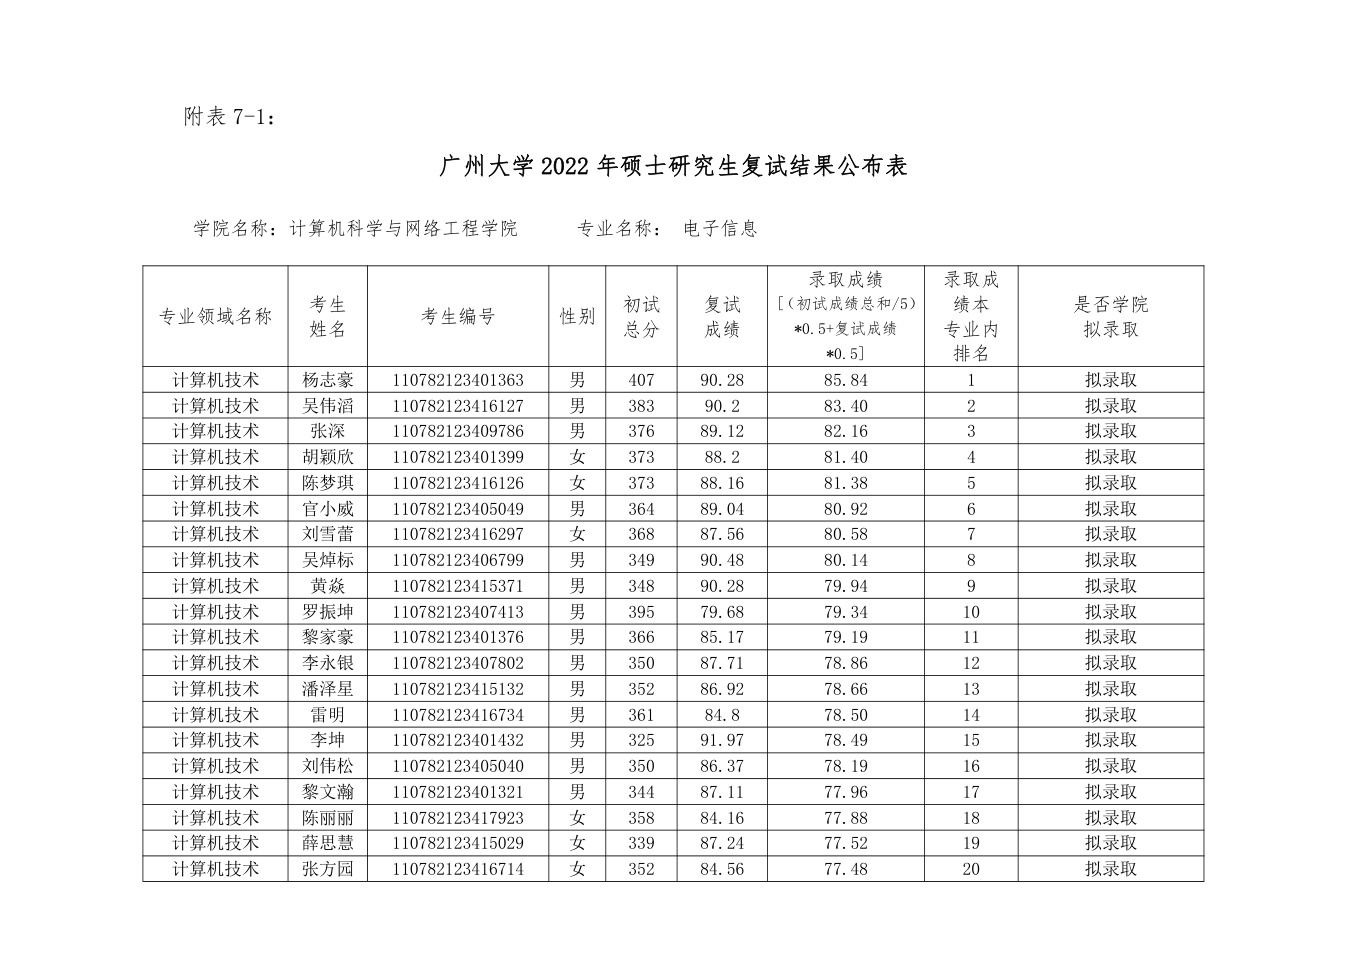 附表 7-1：
广州大学 2022 年硕士研究生复试结果公布表
学院名称：计算机科学与网络工程学院 专业名称： 电子信息
专业领域名称 考生姓名 考生编号 性别 初试总分 复试成绩 录取成绩[(初试成绩总和/5)*0.5+复试成绩*0.5] 录取成绩本专业内排名 是否学院拟录取
计算机技术 杨志豪 110782123401363 男 407 90.28 85.84 1 拟录取
计算机技术 吴伟滔 110782123416127 男 383 90.2 83.40 2 拟录取
计算机技术 张深 110782123409786 男 376 89.12 82.16 3 拟录取
计算机技术 胡颖欣 110782123401399 女 373 88.2 81.40 4 拟录取
计算机技术 陈梦琪 110782123416126 女 373 88.16 81.38 5 拟录取
计算机技术 官小威 110782123405049 男 364 89.04 80.92 6 拟录取
计算机技术 刘雪蕾 110782123416297 女 368 87.56 80.58 7 拟录取
计算机技术 吴焯标 110782123406799 男 349 90.48 80.14 8 拟录取
计算机技术 黄焱 110782123415371 男 348 90.28 79.94 9 拟录取
计算机技术 罗振坤 110782123407413 男 395 79.68 79.34 10 拟录取
计算机技术 黎家豪 110782123401376 男 366 85.17 79.19 11 拟录取
计算机技术 李永银 110782123407802 男 350 87.71 78.86 12 拟录取
计算机技术 潘泽星 110782123415132 男 352 86.92 78.66 13 拟录取
计算机技术 雷明 110782123416734 男 361 84.8 78.50 14 拟录取
计算机技术 李坤 110782123401432 男 325 91.97 78.49 15 拟录取
计算机技术 刘伟松 110782123405040 男 350 86.37 78.19 16 拟录取
计算机技术 黎文瀚 110782123401321 男 344 87.11 77.96 17 拟录取
计算机技术 陈丽丽 110782123417923 女 358 84.16 77.88 18 拟录取
计算机技术 薛思慧 110782123415029 女 339 87.24 77.52 19 拟录取
计算机技术 张方园 110782123416714 女 352 84.56 77.48 20 拟录取